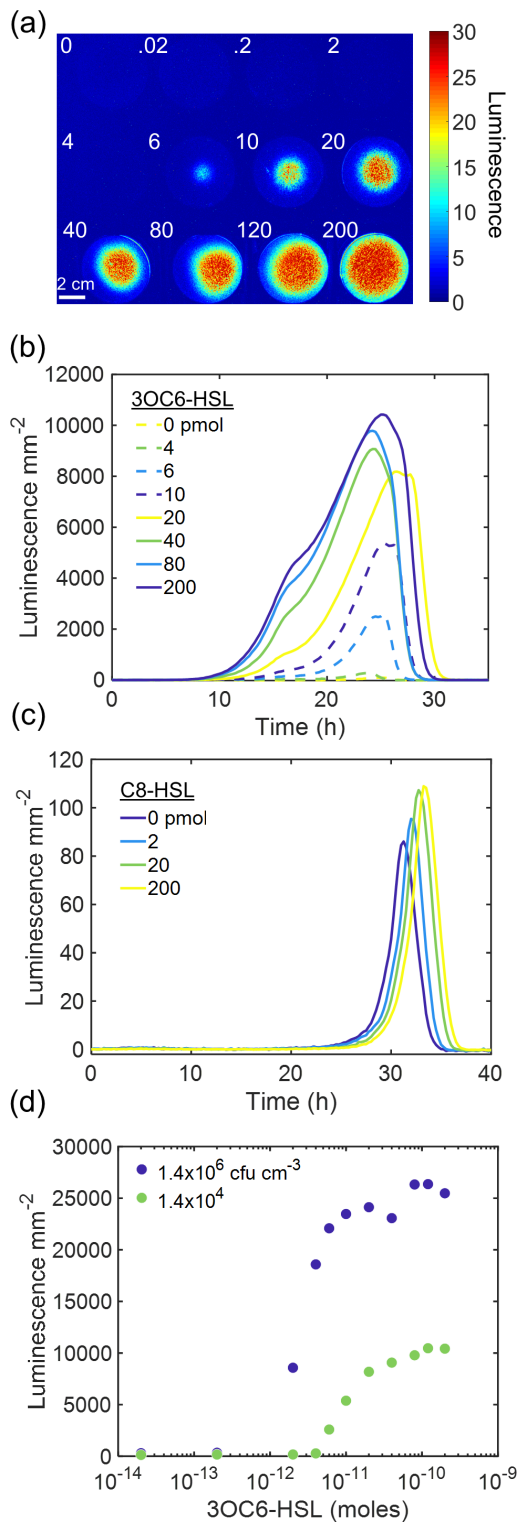 (a)
0 .02 .2 2
4 6 10 20
40 80 120 200
2 cm
30
25
20
15
10
5
0
Luminescence
(b)
12000
10000
8000
6000
4000
2000
0
Luminescence mm⁻²
3OC6-HSL
0 pmol
4
6
10
20
40
80
200
0 10 20 30
Time (h)
(c)
120
100
80
60
40
20
0
Luminescence mm⁻²
C8-HSL
0 pmol
2
20
200
0 10 20 30 40
Time (h)
(d)
30000
25000
20000
15000
10000
5000
0
Luminescence mm⁻²
1.4x10⁶ cfu cm⁻³
1.4x10⁴
10⁻¹⁴ 10⁻¹³ 10⁻¹² 10⁻¹¹ 10⁻¹⁰ 10⁻⁹
3OC6-HSL (moles)